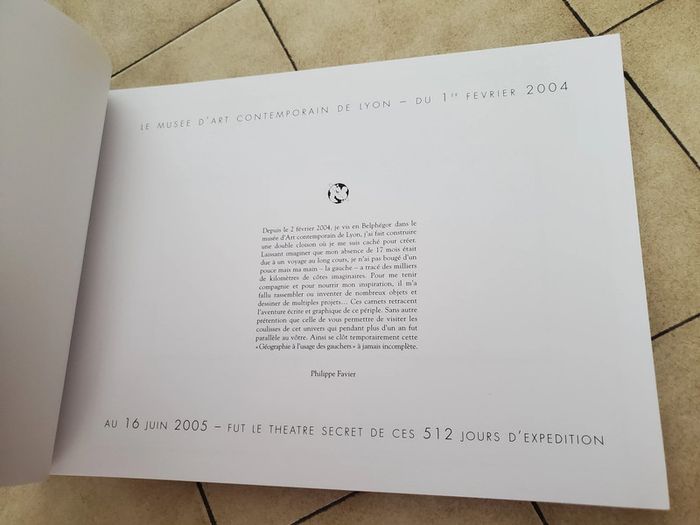 LE MUSÉE D'ART CONTEMPORAIN DE LYON – DU 1ER FEVRIER 2004
Depuis le 2 février 2004, je vis en Belphégor dans le
musée d'Art contemporain de Lyon, j'ai fait construire
une double cloison où je me suis caché pour créer.
Laissant imaginer que mon absence de 17 mois était
due à un voyage au long cours, je n'ai pas bougé d'un
pouce mais ma main – la gauche – a tracé des milliers
de kilomètres de côtes imaginaires. Pour me tenir
compagnie et pour nourrir mon inspiration, il m'a
fallu rassembler ou inventer de nombreux objets et
dessiner de multiples projets... Ces carnets retracent
l'aventure écrite et graphique de ce périple. Sans autre
prétention que celle de vous permettre de visiter les
coulisses de cet univers qui pendant plus d'un an fut
parallèle au vôtre. Ainsi se clôt temporairement cette
« Géographie à l'usage des gauchers » à jamais incomplète.
Philippe Favier
AU 16 JUIN 2005 – FUT LE THEATRE SECRET DE CES 512 JOURS D'EXPEDITION